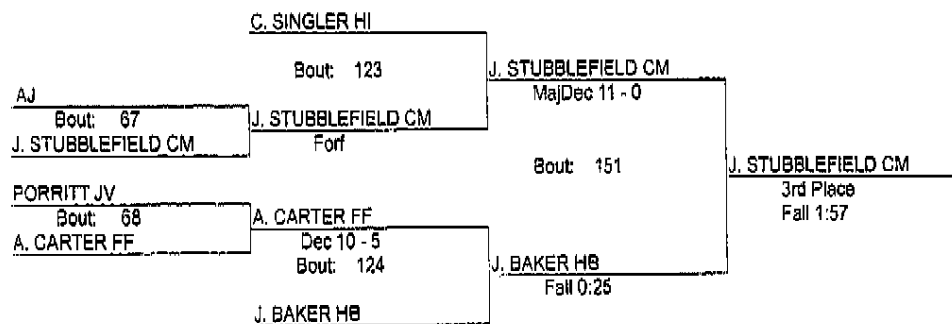 C. SINGLER HI
Bout: 123
J. STUBBLEFIELD CM
MajDec 11 - 0
AJ
Bout: 67
J. STUBBLEFIELD CM
Forf
J. STUBBLEFIELD CM
Bout: 151
J. STUBBLEFIELD CM
3rd Place
Fall 1:57
PORRITT JV
Bout: 68
A. CARTER FF
Dec 10 - 5
A. CARTER FF
Bout: 124
J. BAKER HB
Fall 0:25
J. BAKER HB